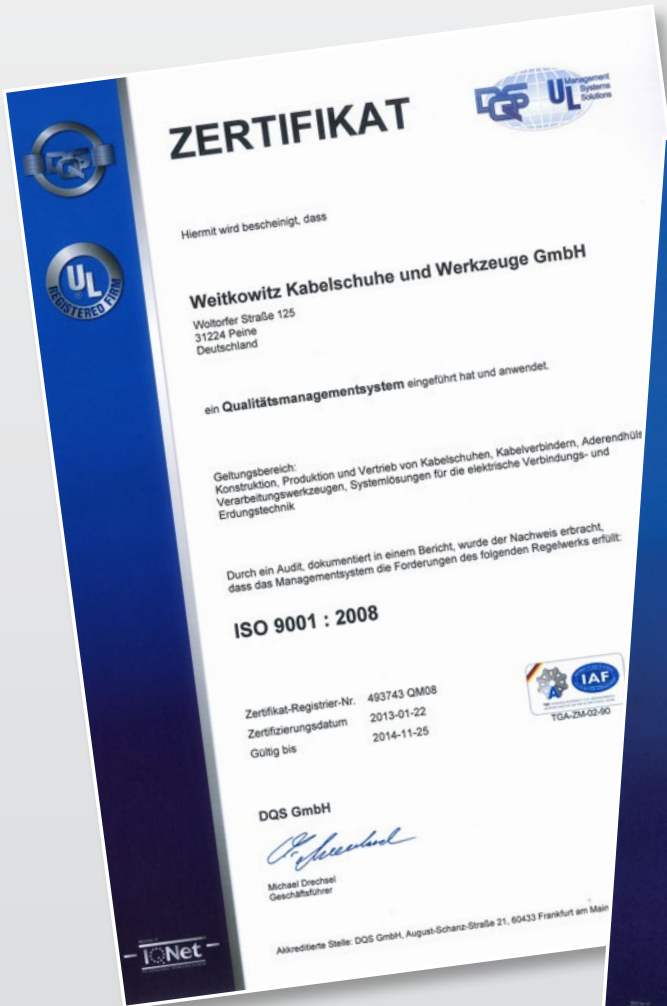 ZERTIFIKAT
DQS
UL
Management
Systems
Solutions
DQS
UL
REGISTERED FIRM
Hiermit wird bescheinigt, dass
Weitkowitz Kabelschuhe und Werkzeuge GmbH
Woltorfer Straße 125
31224 Peine
Deutschland
ein Qualitätsmanagementsystem eingeführt hat und anwendet.
Geltungsbereich:
Konstruktion, Produktion und Vertrieb von Kabelschuhen, Kabelverbindern, Aderendhüls
Verarbeitungswerkzeugen, Systemlösungen für die elektrische Verbindungs- und
Erdungstechnik
Durch ein Audit, dokumentiert in einem Bericht, wurde der Nachweis erbracht,
dass das Managementsystem die Forderungen des folgenden Regelwerks erfüllt:
ISO 9001 : 2008
Zertifikat-Registrier-Nr. 493743 QM08
Zertifizierungsdatum 2013-01-22
Gültig bis 2014-11-25
IAF
TGA-ZM-02-90
DQS GmbH
Michael Drechsel
Geschäftsführer
IQNet
Akkreditierte Stelle: DQS GmbH, August-Schanz-Straße 21, 60433 Frankfurt am Main